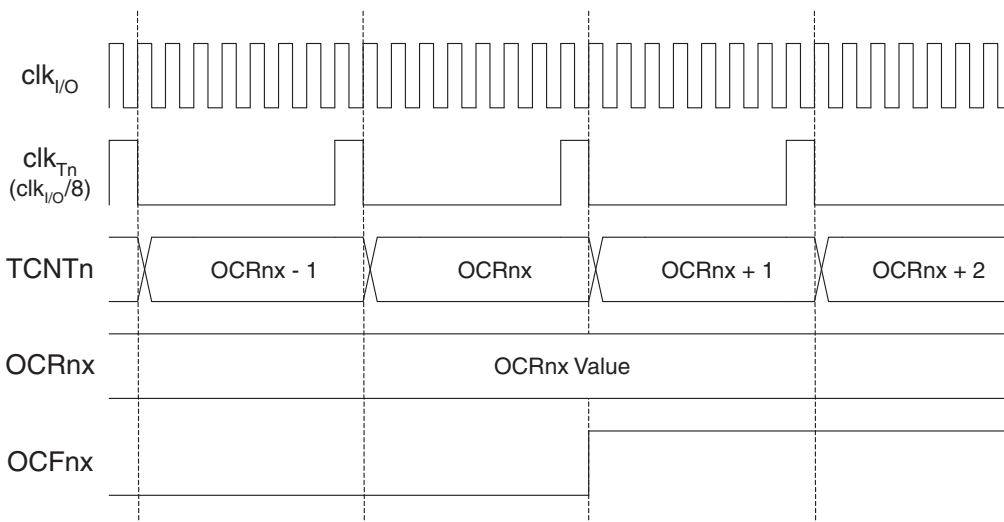 clkI/O
clkTn
(clkI/O/8)
TCNTn
OCRnx - 1
OCRnx
OCRnx + 1
OCRnx + 2
OCRnx
OCRnx Value
OCFnx